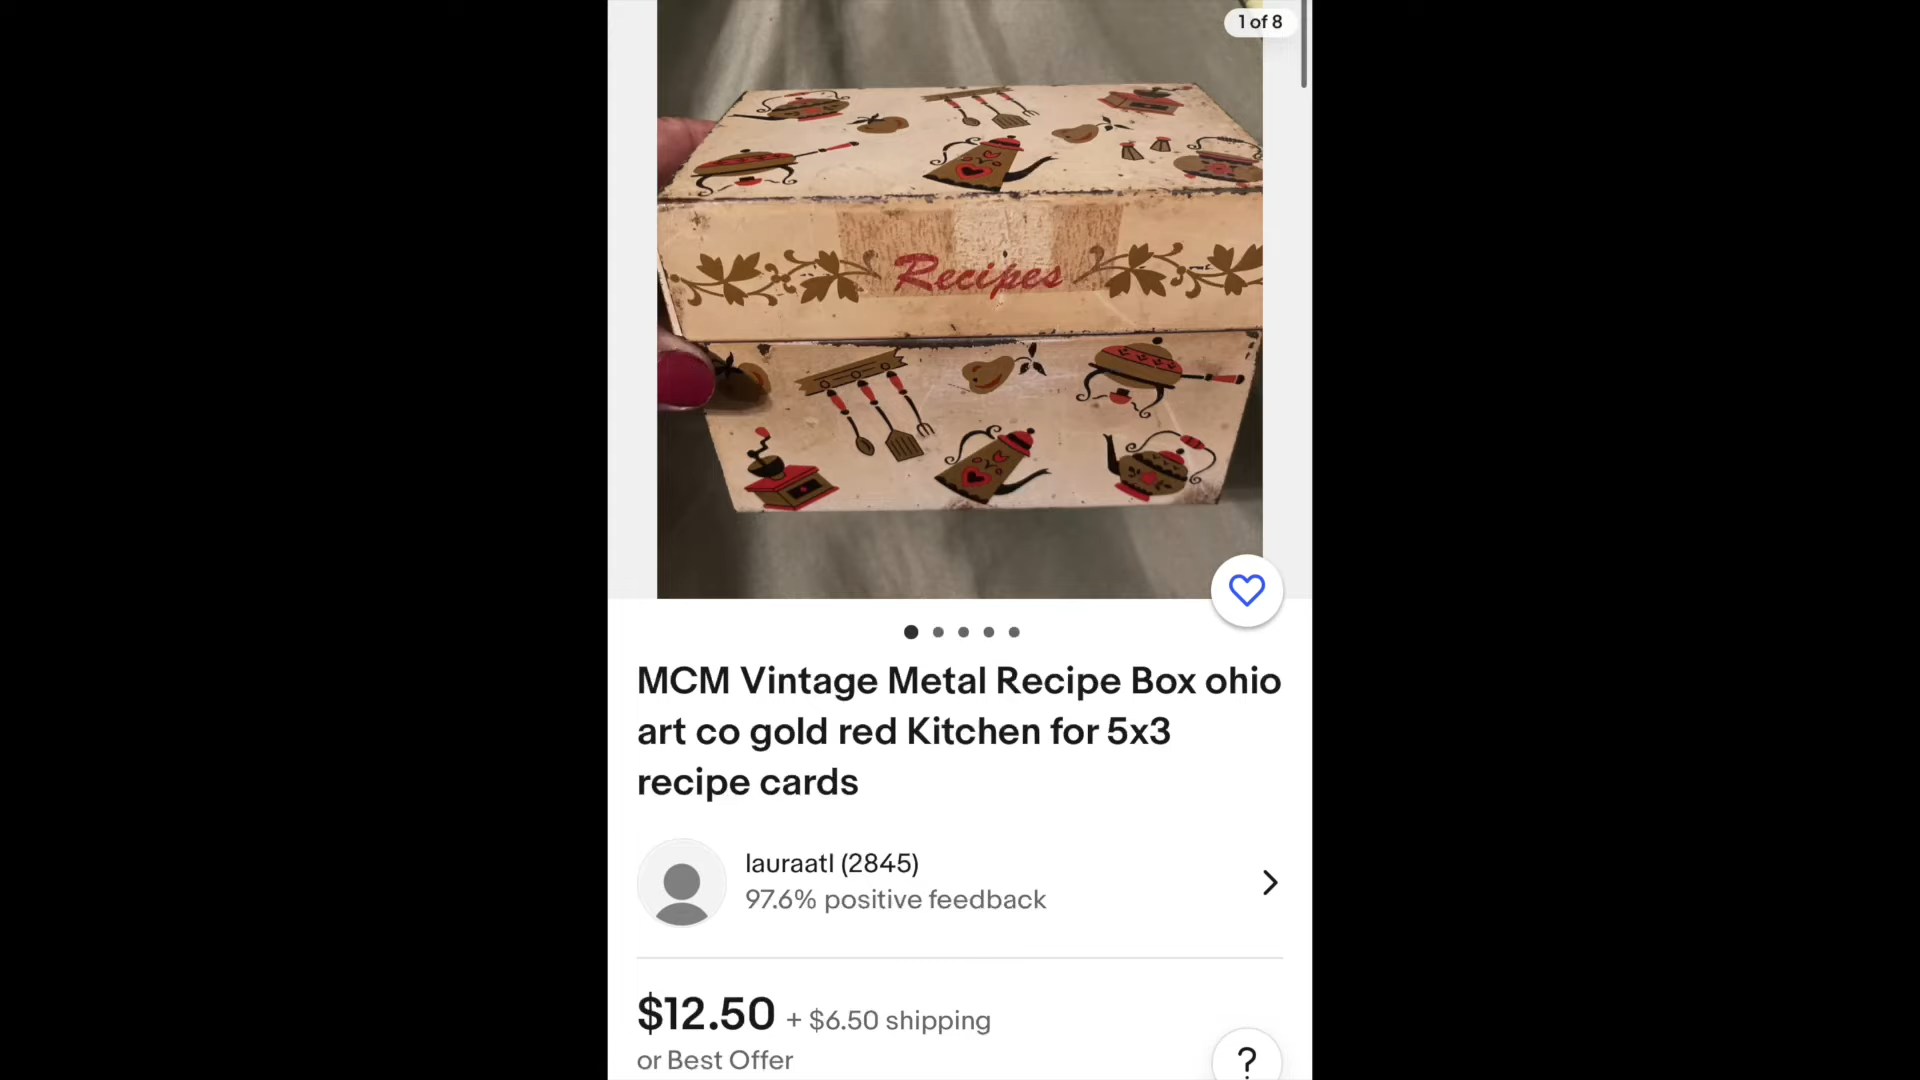 1 of 8
Recipes
MCM Vintage Metal Recipe Box ohio
art co gold red Kitchen for 5x3
recipe cards
lauraatl (2845)
97.6% positive feedback
$12.50 + $6.50 shipping
or Best Offer
?